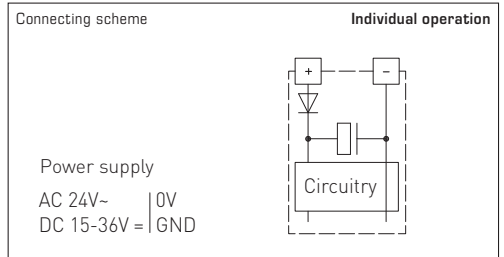 Connecting scheme Individual operation
+ −
Circuitry
Power supply
AC 24V~ | 0V
DC 15-36V = | GND